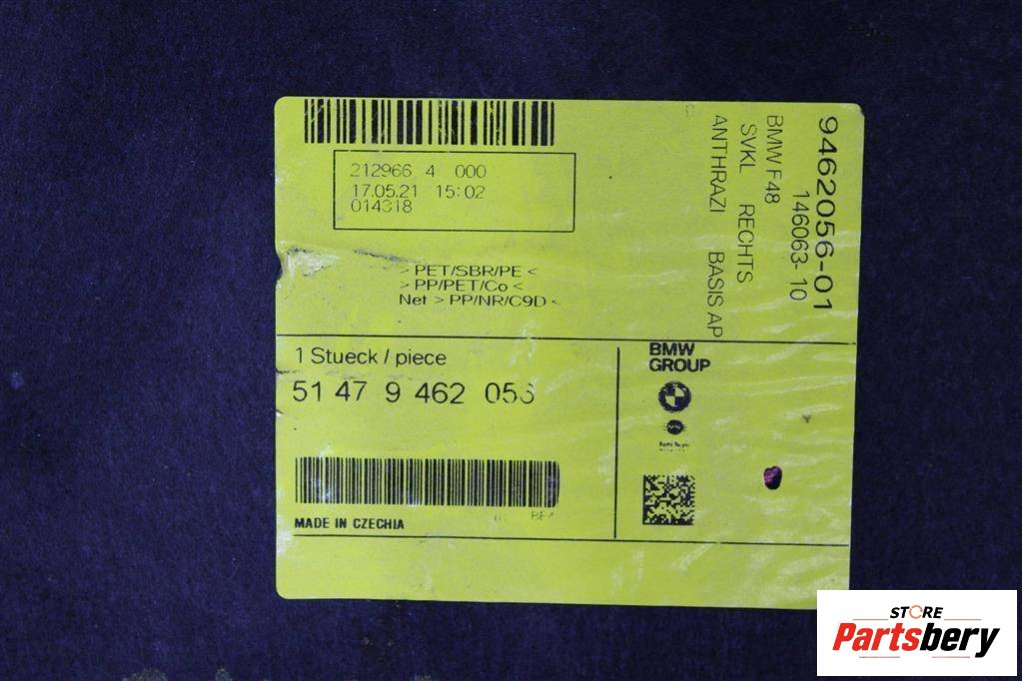 212966 4 000
17.05.21 15:02
014318
> PET/SBR/PE <
> PP/PET/Co <
Net > PP/NR/C9D <
9462056-01
146063-10
BMW F48
SVKL RECHTS
ANTHRAZI BASIS AP
1 Stueck / piece
51 47 9 462 056
MADE IN CZECHIA
BMW
GROUP
STORE
Partsbery